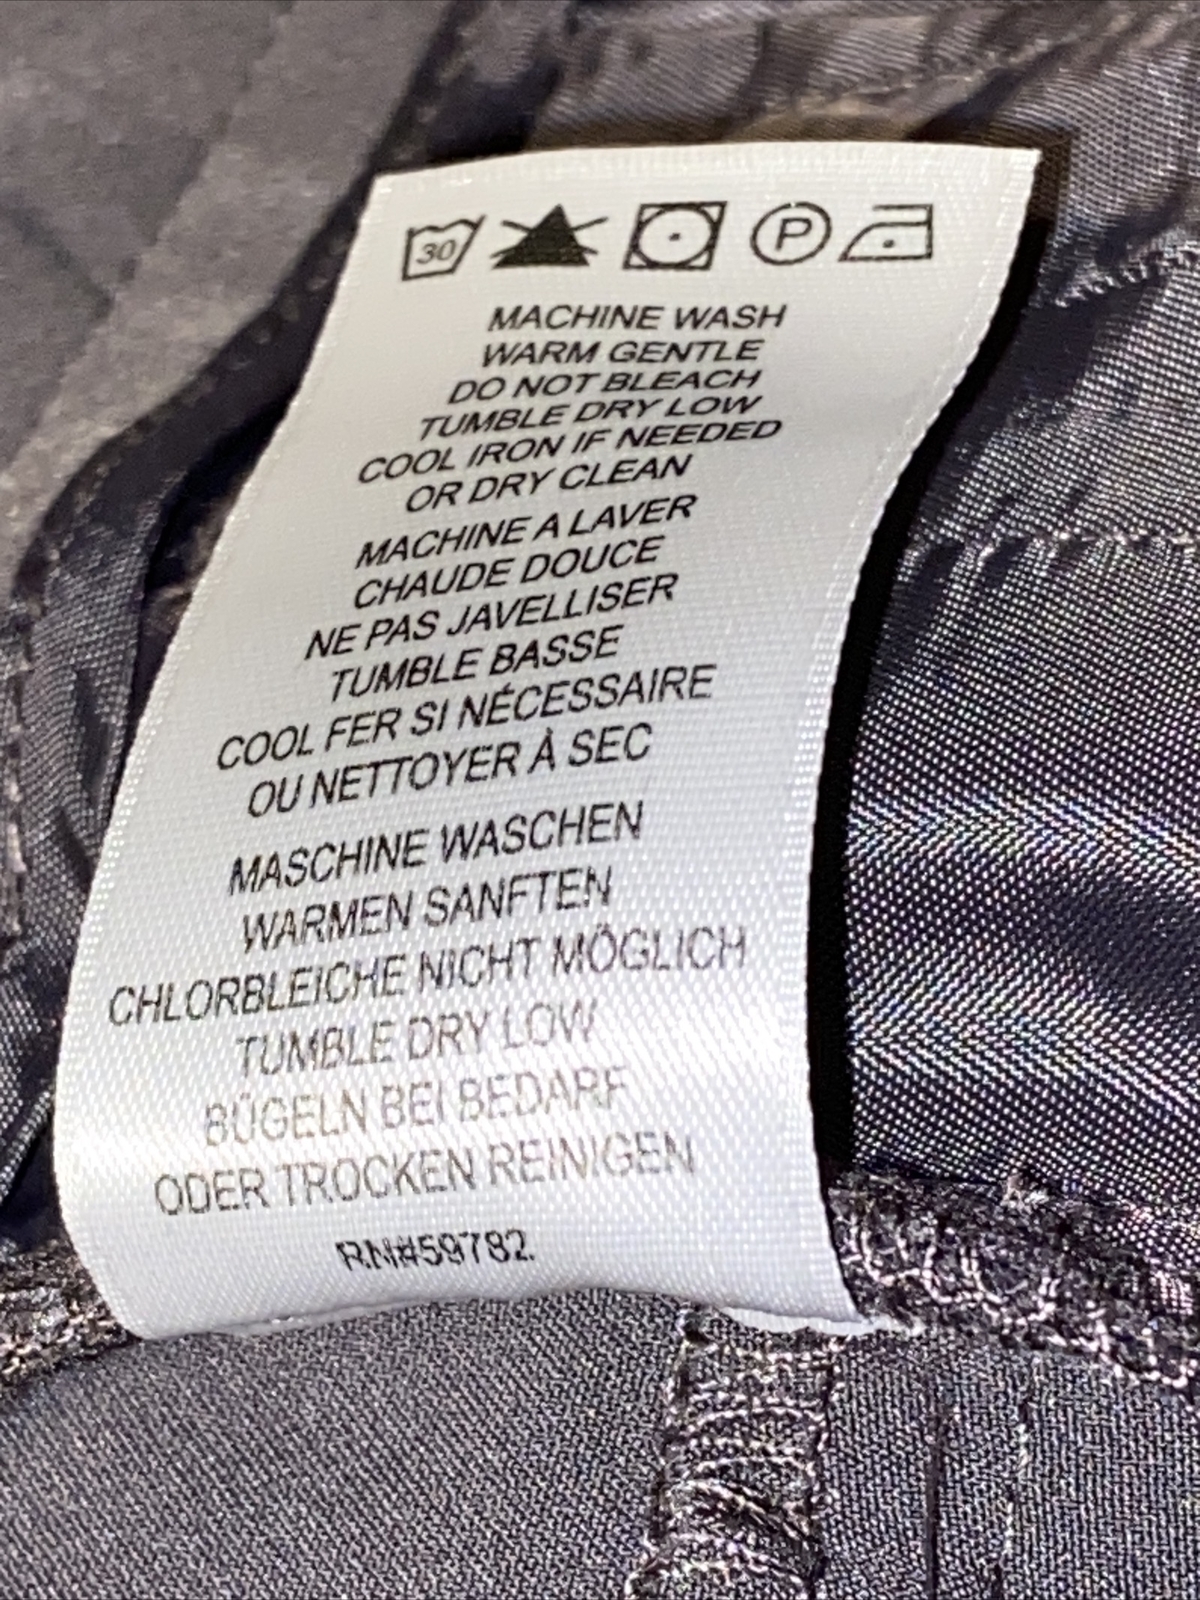 30 P
MACHINE WASH
WARM GENTLE
DO NOT BLEACH
TUMBLE DRY LOW
COOL IRON IF NEEDED
OR DRY CLEAN
MACHINE A LAVER
CHAUDE DOUCE
NE PAS JAVELLISER
TUMBLE BASSE
COOL FER SI NÉCESSAIRE
OU NETTOYER À SEC
MASCHINE WASCHEN
WARMEN SANFTEN
CHLORBLEICHE NICHT MÖGLICH
TUMBLE DRY LOW
BÜGELN BEI BEDARF
ODER TROCKEN REINIGEN
RN#59782.